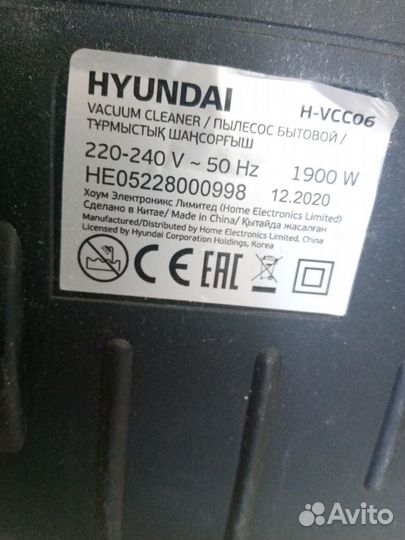 HYUNDAI H-VCC06
VACUUM CLEANER / ПЫЛЕСОС БЫТОВОЙ /
ТҰРМЫСТЫҚ ШАҢСОРҒЫШ
220-240 V ~ 50 Hz 1900 W
HE05228000998 12.2020
Хоум Электроникс Лимитед (Home Electronics Limited)
Сделано в Китае/ Made in China/ Қытайда жасалған
Manufactured/Distributed by Home Electronics Limited, China
Licensed by Hyundai Corporation Holdings, Korea
CE EAC
Avito